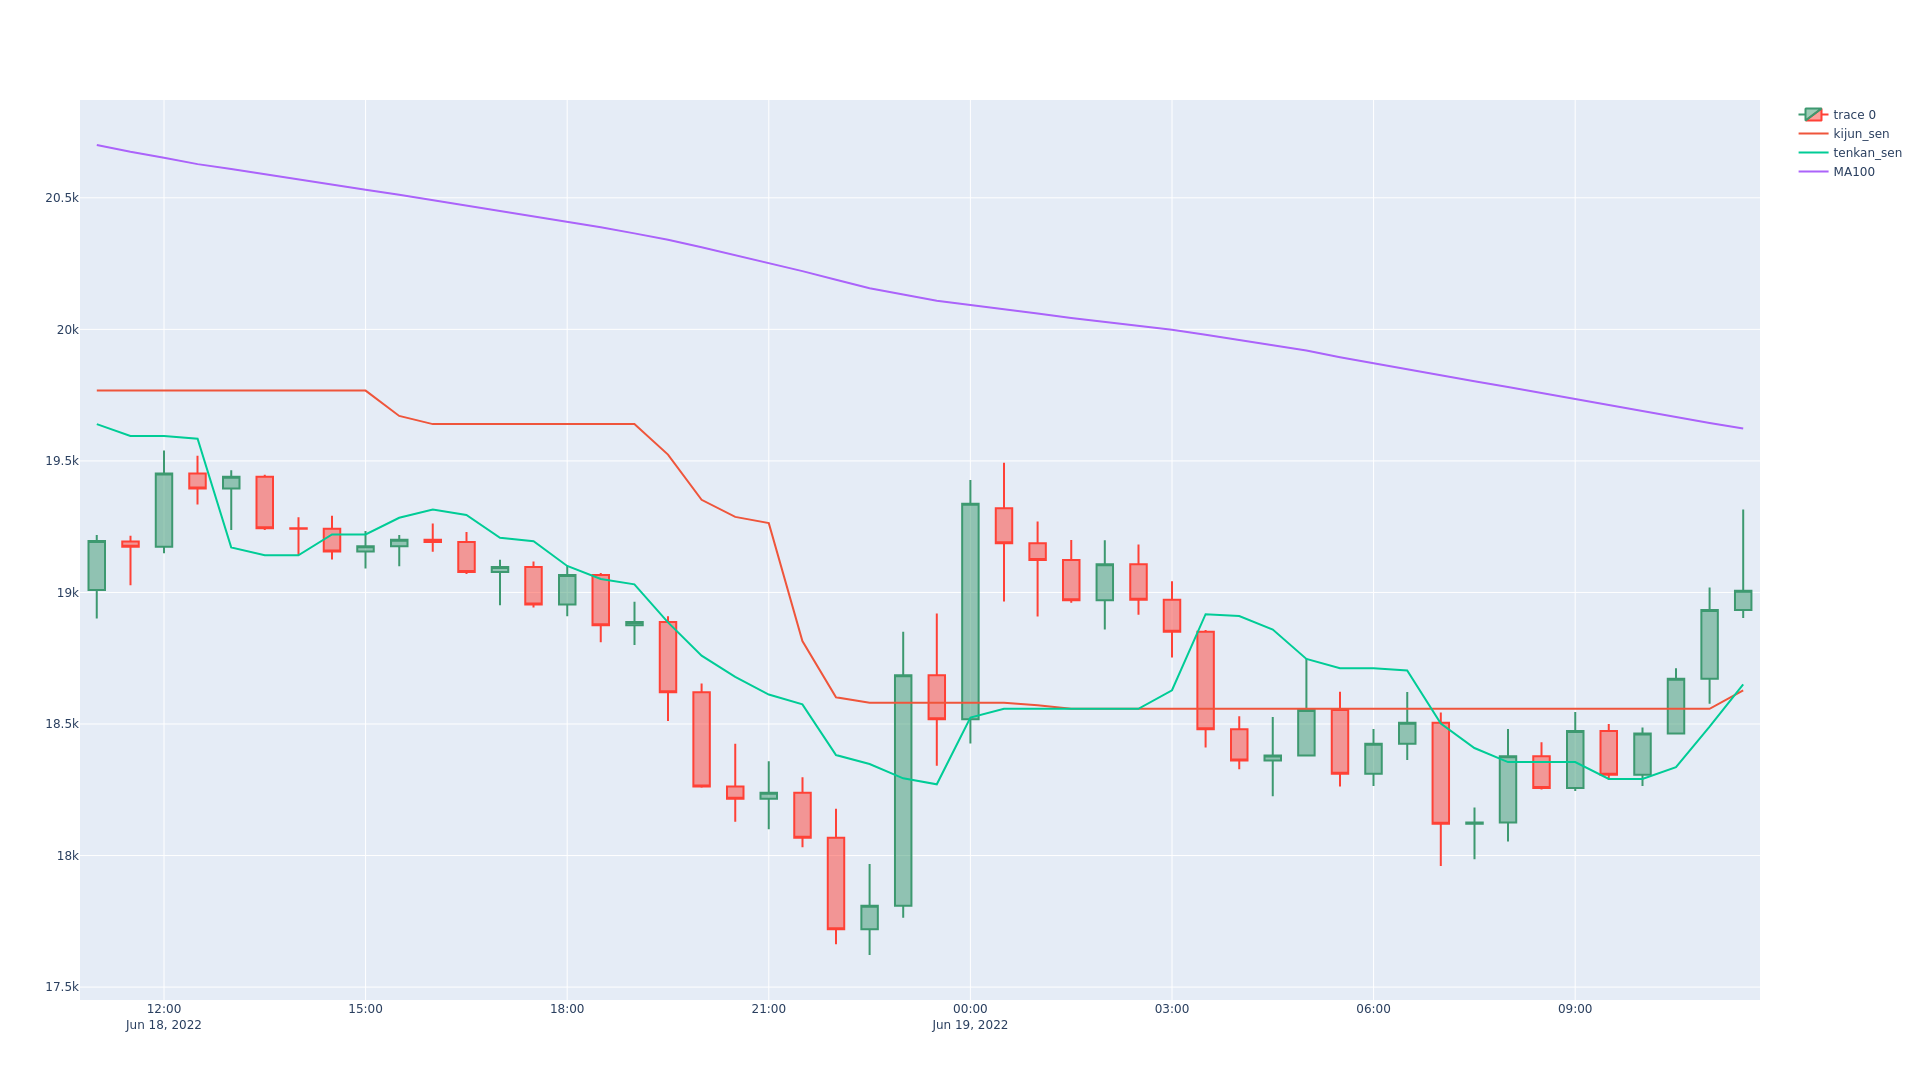 trace 0
kijun_sen
tenkan_sen
MA100
20.5k
20k
19.5k
19k
18.5k
18k
17.5k
12:00
Jun 18, 2022
15:00
18:00
21:00
00:00
Jun 19, 2022
03:00
06:00
09:00